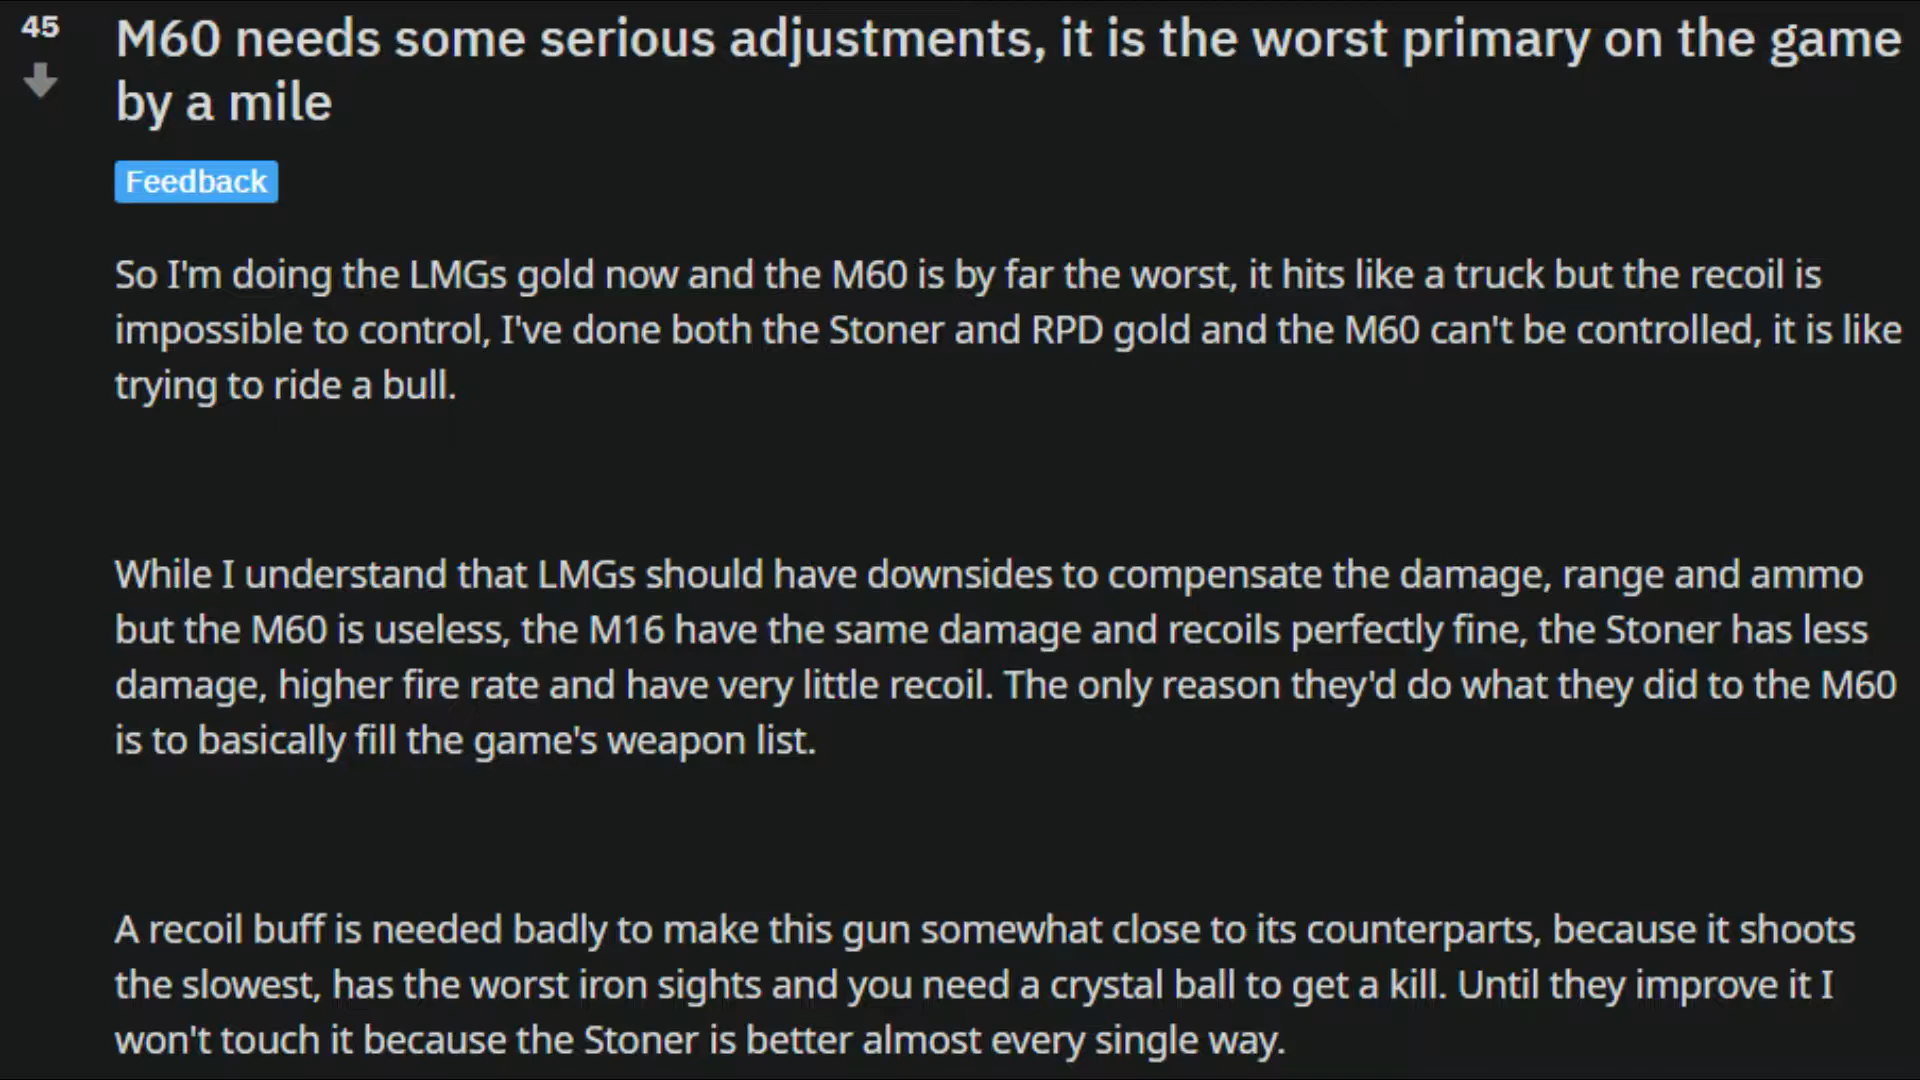 45
M60 needs some serious adjustments, it is the worst primary on the game
by a mile
Feedback
So I'm doing the LMGs gold now and the M60 is by far the worst, it hits like a truck but the recoil is
impossible to control, I've done both the Stoner and RPD gold and the M60 can't be controlled, it is like
trying to ride a bull.
While I understand that LMGs should have downsides to compensate the damage, range and ammo
but the M60 is useless, the M16 have the same damage and recoils perfectly fine, the Stoner has less
damage, higher fire rate and have very little recoil. The only reason they'd do what they did to the M60
is to basically fill the game's weapon list.
A recoil buff is needed badly to make this gun somewhat close to its counterparts, because it shoots
the slowest, has the worst iron sights and you need a crystal ball to get a kill. Until they improve it I
won't touch it because the Stoner is better almost every single way.